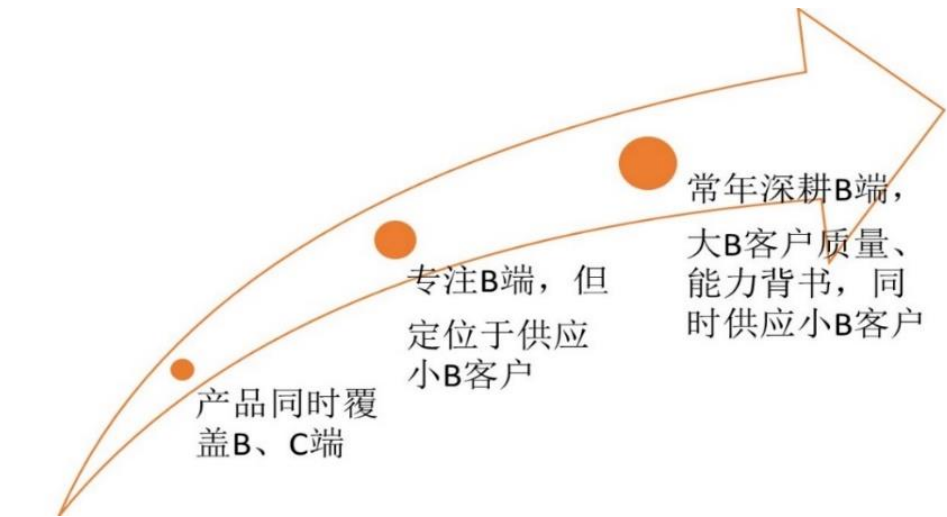 产品同时覆
盖B、C端
专注B端，但
定位于供应
小B客户
常年深耕B端，
大B客户质量、
能力背书，同
时供应小B客户